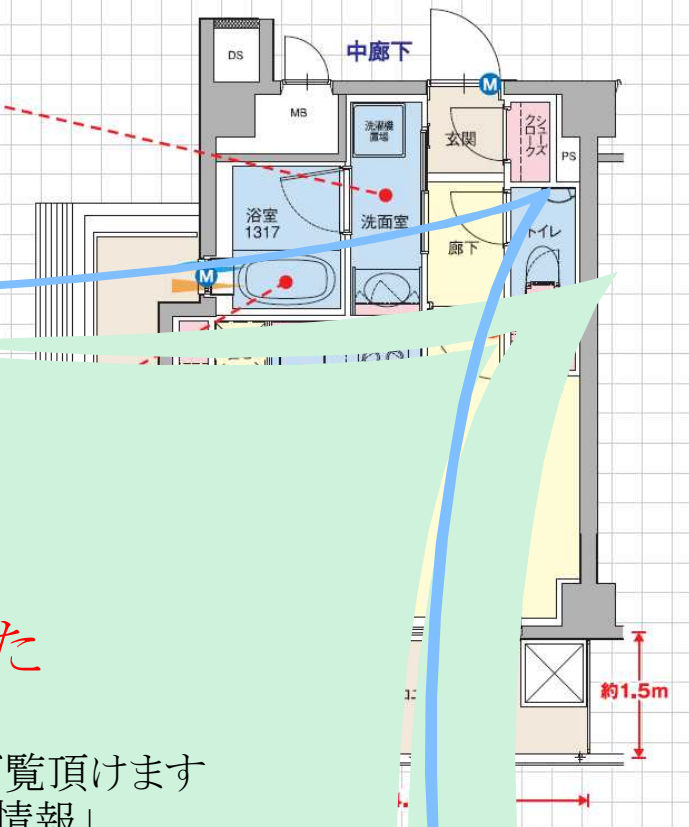 DS
中廊下
M
MB
洗濯機
置場
玄関
シューズ
クローク
PS
浴室
1317
洗面室
廊下
トイレ
M
た
約1.5m
覧頂けます
情報」